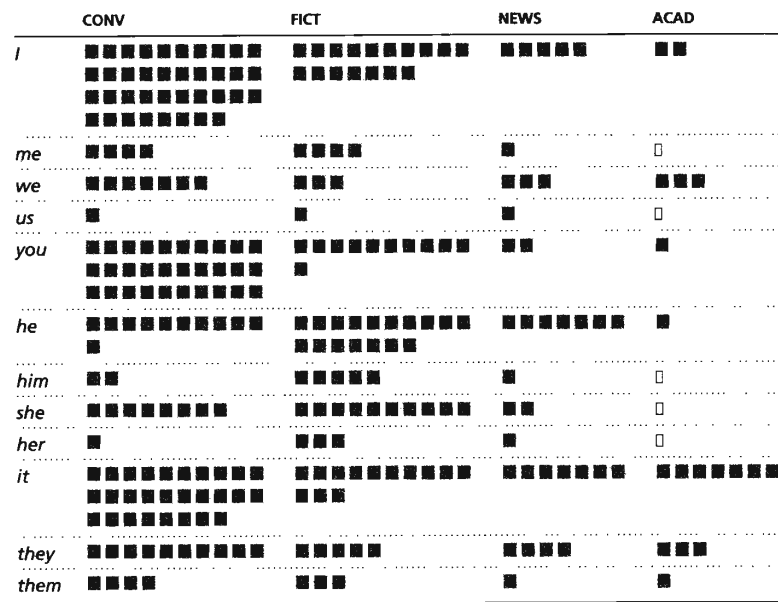 CONV FICT NEWS ACAD
I
me
we
us
you
he
him
she
her
it
they
them